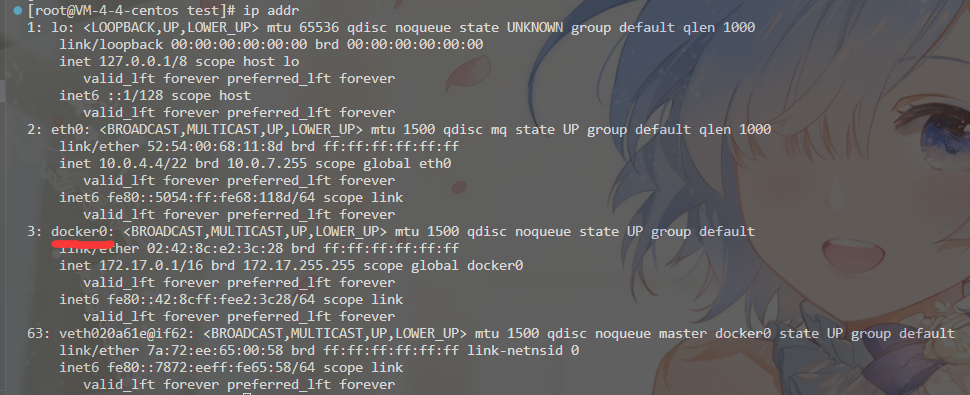 [root@VM-4-4-centos test]# ip addr
1: lo: <LOOPBACK,UP,LOWER_UP> mtu 65536 qdisc noqueue state UNKNOWN group default qlen 1000
link/loopback 00:00:00:00:00:00 brd 00:00:00:00:00:00
inet 127.0.0.1/8 scope host lo
valid_lft forever preferred_lft forever
inet6 ::1/128 scope host
valid_lft forever preferred_lft forever
2: eth0: <BROADCAST,MULTICAST,UP,LOWER_UP> mtu 1500 qdisc mq state UP group default qlen 1000
link/ether 52:54:00:68:11:8d brd ff:ff:ff:ff:ff:ff
inet 10.0.4.4/22 brd 10.0.7.255 scope global eth0
valid_lft forever preferred_lft forever
inet6 fe80::5054:ff:fe68:118d/64 scope link
valid_lft forever preferred_lft forever
3: docker0: <BROADCAST,MULTICAST,UP,LOWER_UP> mtu 1500 qdisc noqueue state UP group default
link/ether 02:42:8c:e2:3c:28 brd ff:ff:ff:ff:ff:ff
inet 172.17.0.1/16 brd 172.17.255.255 scope global docker0
valid_lft forever preferred_lft forever
inet6 fe80::42:8cff:fee2:3c28/64 scope link
valid_lft forever preferred_lft forever
63: veth020a61e@if62: <BROADCAST,MULTICAST,UP,LOWER_UP> mtu 1500 qdisc noqueue master docker0 state UP group default
link/ether 7a:72:ee:65:00:58 brd ff:ff:ff:ff:ff:ff link-netnsid 0
inet6 fe80::7872:eeff:fe65:58/64 scope link
valid_lft forever preferred_lft forever